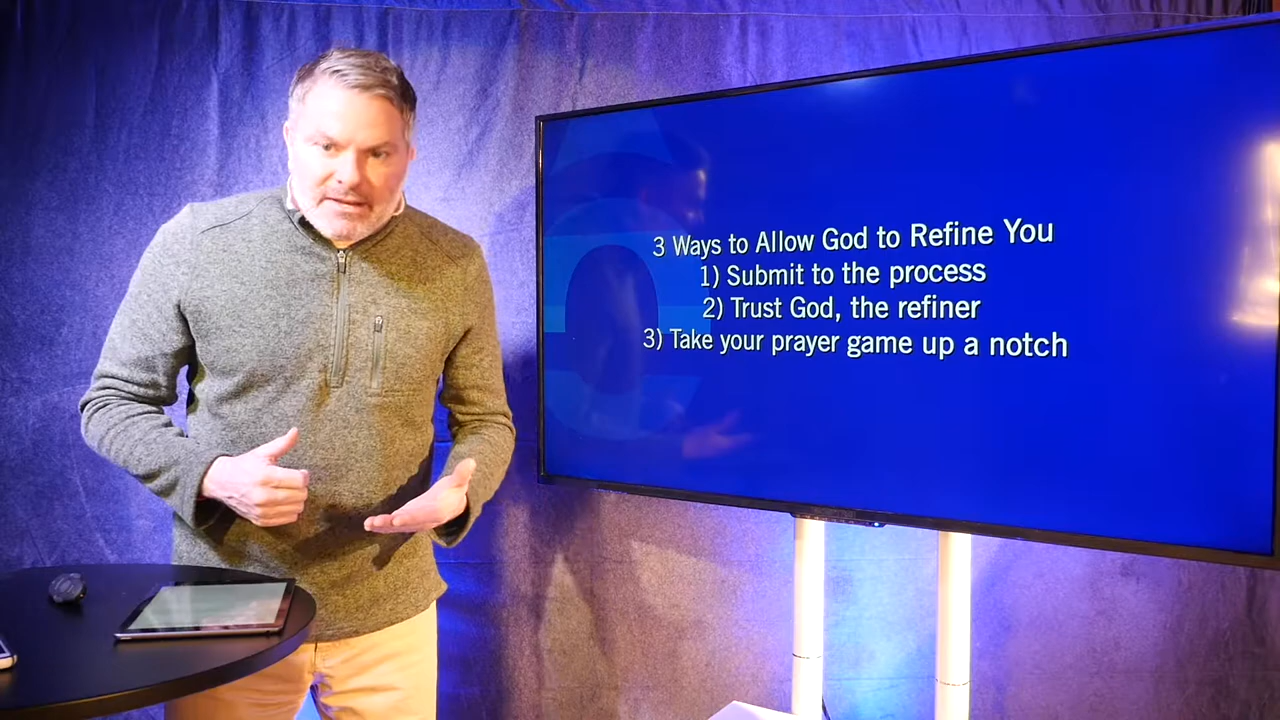 3 Ways to Allow God to Refine You
1) Submit to the process
2) Trust God, the refiner
3) Take your prayer game up a notch